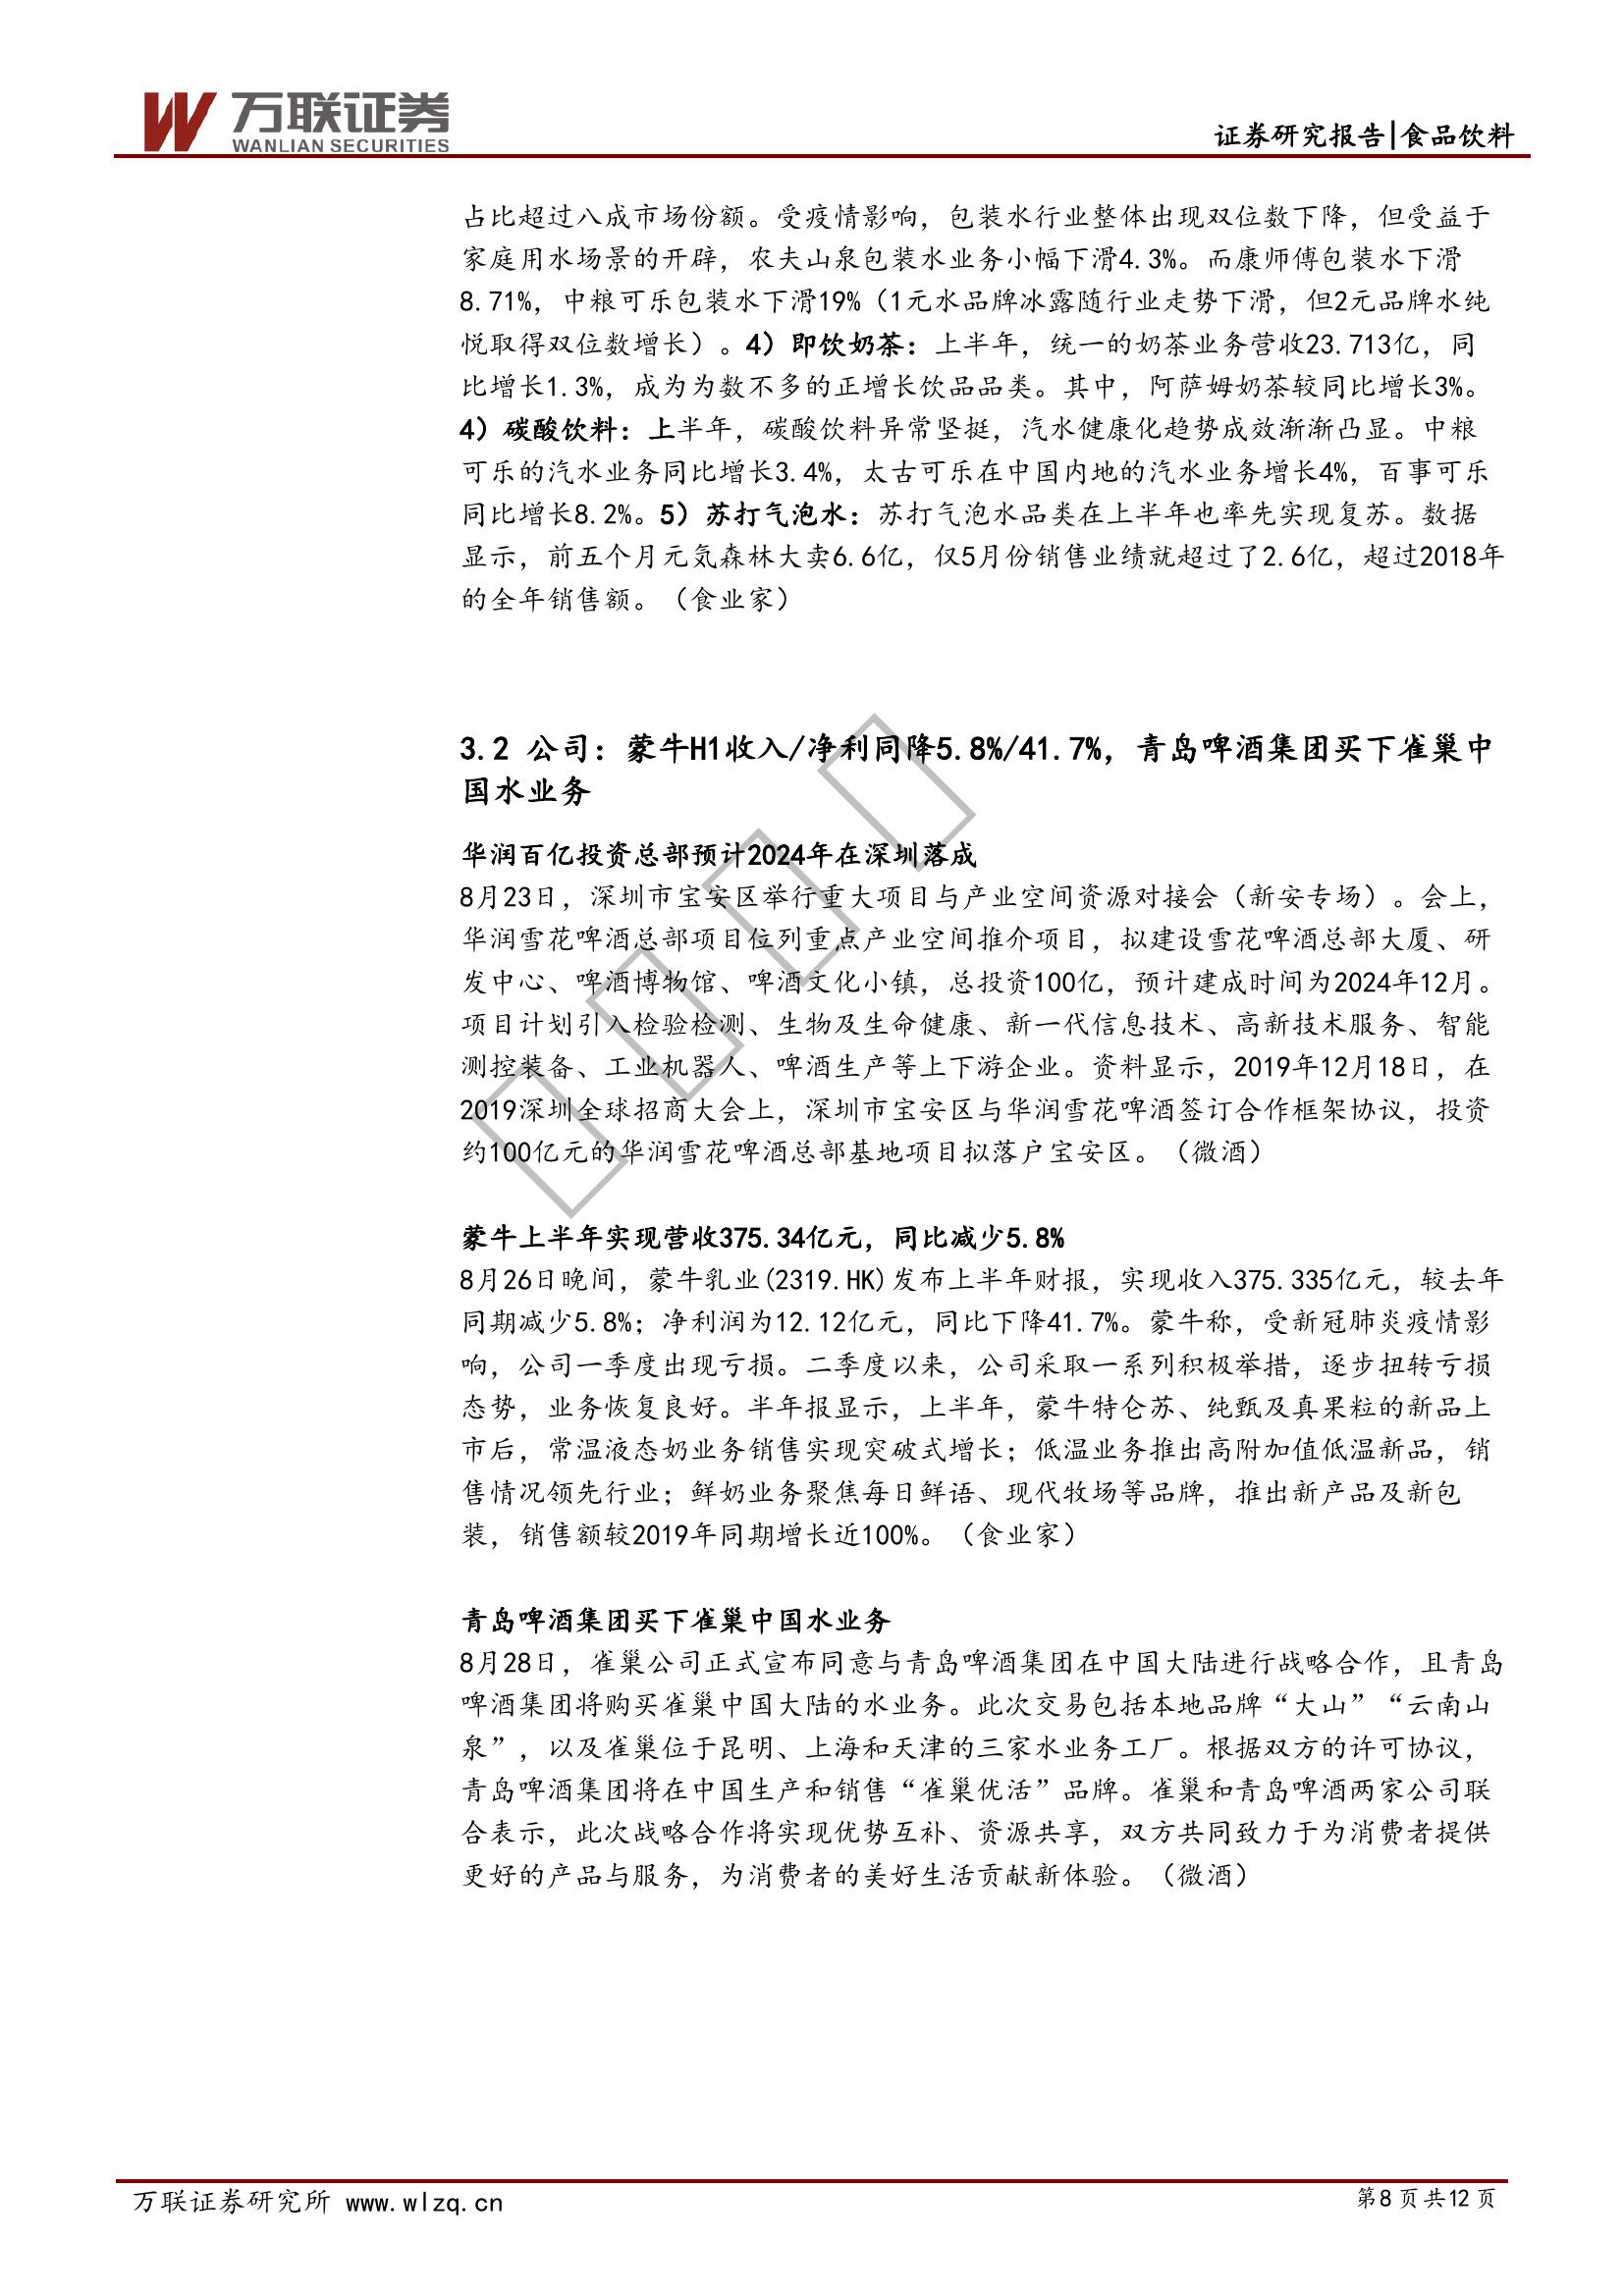 万联证券
WANLIAN SECURITIES
证券研究报告|食品饮料
占比超过八成市场份额。受疫情影响，包装水行业整体出现双位数下降，但受益于
家庭用水场景的开辟，农夫山泉包装水业务小幅下滑4.3%。而康师傅包装水下滑
8.71%，中粮可乐包装水下滑19%（1元水品牌冰露随行业走势下滑，但2元品牌水纯
悦取得双位数增长）。4）即饮奶茶：上半年，统一的奶茶业务营收23.713亿，同
比增长1.3%，成为为数不多的正增长饮品品类。其中，阿萨姆奶茶较同比增长3%。
4）碳酸饮料：上半年，碳酸饮料异常坚挺，汽水健康化趋势成效渐渐凸显。中粮
可乐的汽水业务同比增长3.4%，太古可乐在中国内地的汽水业务增长4%，百事可乐
同比增长8.2%。5）苏打气泡水：苏打气泡水品类在上半年也率先实现复苏。数据
显示，前五个月元気森林大卖6.6亿，仅5月份销售业绩就超过了2.6亿，超过2018年
的全年销售额。（食业家）
3.2 公司：蒙牛H1收入/净利同降5.8%/41.7%，青岛啤酒集团买下雀巢中
国水业务
华润百亿投资总部预计2024年在深圳落成
8月23日，深圳市宝安区举行重大项目与产业空间资源对接会（新安专场）。会上，
华润雪花啤酒总部项目位列重点产业空间推介项目，拟建设雪花啤酒总部大厦、研
发中心、啤酒博物馆、啤酒文化小镇，总投资100亿，预计建成时间为2024年12月。
项目计划引入检验检测、生物及生命健康、新一代信息技术、高新技术服务、智能
测控装备、工业机器人、啤酒生产等上下游企业。资料显示，2019年12月18日，在
2019深圳全球招商大会上，深圳市宝安区与华润雪花啤酒签订合作框架协议，投资
约100亿元的华润雪花啤酒总部基地项目拟落户宝安区。（微酒）
蒙牛上半年实现营收375.34亿元，同比减少5.8%
8月26日晚间，蒙牛乳业(2319.HK)发布上半年财报，实现收入375.335亿元，较去年
同期减少5.8%；净利润为12.12亿元，同比下降41.7%。蒙牛称，受新冠肺炎疫情影
响，公司一季度出现亏损。二季度以来，公司采取一系列积极举措，逐步扭转亏损
态势，业务恢复良好。半年报显示，上半年，蒙牛特仑苏、纯甄及真果粒的新品上
市后，常温液态奶业务销售实现突破式增长；低温业务推出高附加值低温新品，销
售情况领先行业；鲜奶业务聚焦每日鲜语、现代牧场等品牌，推出新产品及新包
装，销售额较2019年同期增长近100%。（食业家）
青岛啤酒集团买下雀巢中国水业务
8月28日，雀巢公司正式宣布同意与青岛啤酒集团在中国大陆进行战略合作，且青岛
啤酒集团将购买雀巢中国大陆的水业务。此次交易包括本地品牌“大山”“云南山
泉”，以及雀巢位于昆明、上海和天津的三家水业务工厂。根据双方的许可协议，
青岛啤酒集团将在中国生产和销售“雀巢优活”品牌。雀巢和青岛啤酒两家公司联
合表示，此次战略合作将实现优势互补、资源共享，双方共同致力于为消费者提供
更好的产品与服务，为消费者的美好生活贡献新体验。（微酒）
万联证券研究所 www.wlzq.cn
第8页共12页